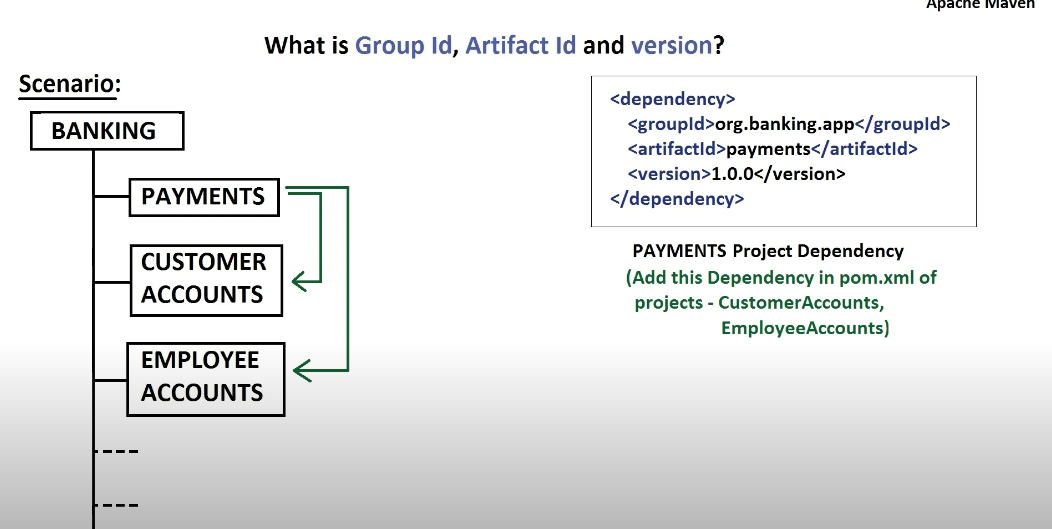 Apache Maven
What is Group Id, Artifact Id and version?
Scenario:
BANKING
PAYMENTS
CUSTOMER
ACCOUNTS
EMPLOYEE
ACCOUNTS
<dependency>
<groupId>org.banking.app</groupId>
<artifactId>payments</artifactId>
<version>1.0.0</version>
</dependency>
PAYMENTS Project Dependency
(Add this Dependency in pom.xml of
projects - CustomerAccounts,
EmployeeAccounts)